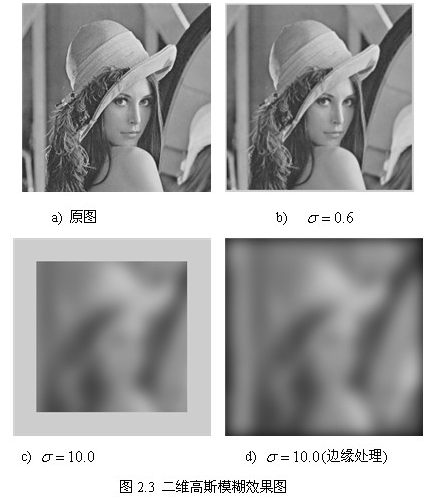 a) 原图
b) σ = 0.6
c) σ = 10.0
d) σ = 10.0(边缘处理)
图 2.3 二维高斯模糊效果图